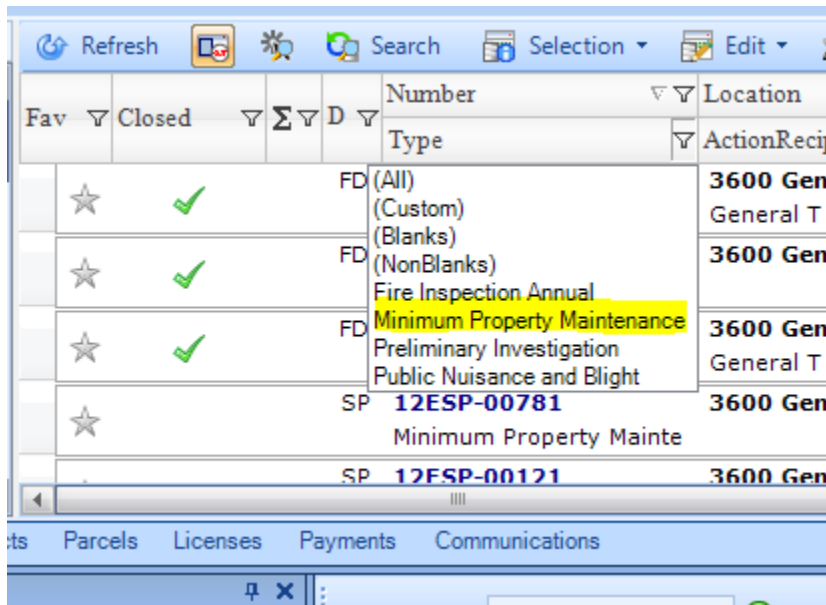 Refresh Search Selection Edit
Fav Closed Σ D Number Location
Type ActionRecip
FD (All) 3600 Gen
(Custom) General T
(Blanks)
FD (NonBlanks) 3600 Gen
Fire Inspection Annual
Minimum Property Maintenance
FD Preliminary Investigation 3600 Gen
Public Nuisance and Blight General T
SP 12ESP-00781 3600 Gen
Minimum Property Mainte
SP 12ESP-00121 3600 Gen
cts Parcels Licenses Payments Communications